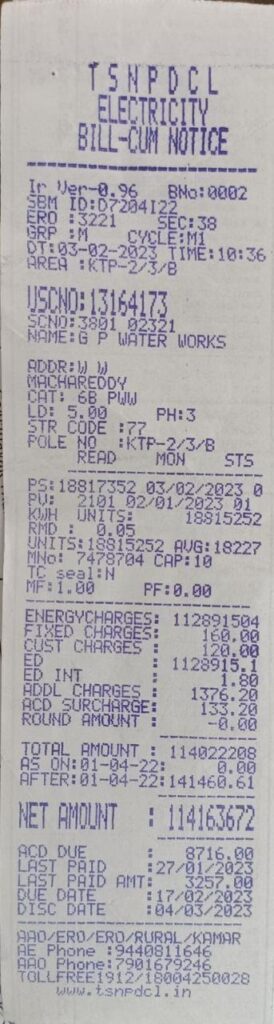 TSNPDCL
ELECTRICITY
BILL-CUM NOTICE
Ir Ver-0.96 BNo:0002
SBM ID:D7204I22
ERO :3221 SEC:38
GRP :M CYCLE:M1
DT:03-02-2023 TIME:10:36
AREA :KTP-2/3/B
USCNO:13164173
SCNO:3801 02321
NAME:G P WATER WORKS
ADDR:W W
MACHAREDDY
CAT: 6B PWW
LD: 5.00 PH:3
STR CODE :77
POLE NO :KTP-2/3/B
READ MON STS
PS:18817352 03/02/2023 0
PV: 2101 02/01/2023 01
KWH UNITS: 18815252
RMD : 0.05
UNITS:18815252 AVG:18227
MNo: 7478704 CAP:10
TC seal:N
MF:1.00 PF:0.00
ENERGYCHARGES: 112891504
FIXED CHARGES: 160.00
CUST CHARGES : 120.00
ED : 1128915.1
ED INT : 1.80
ADDL CHARGES : 1376.20
ACD SURCHARGE: 133.20
ROUND AMOUNT : -0.00
TOTAL AMOUNT : 114022208
AS ON:01-04-22: 0.00
AFTER:01-04-22:141460.61
NET AMOUNT : 114163672
ACD DUE : 8716.00
LAST PAID :27/01/2023
LAST PAID AMT: 3257.00
DUE DATE :17/02/2023
DISC DATE :04/03/2023
AAO/ERO/ERO/RURAL/KAMAR
AE Phone :9440811646
AAO Phone:7901679246
TOLLFREE1912/18004250028
www.tsnpdcl.in